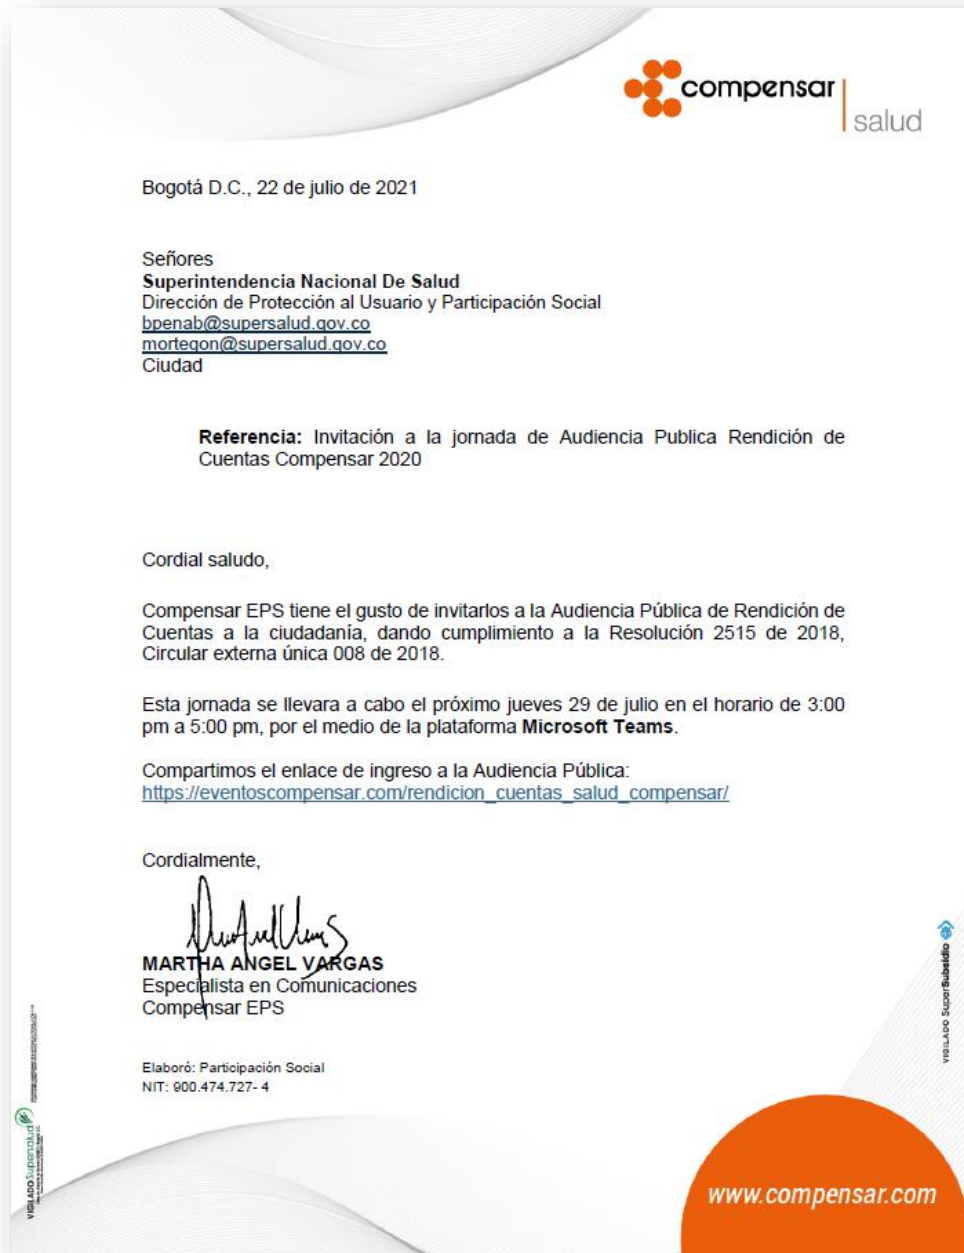 compensar
salud
Bogotá D.C., 22 de julio de 2021
Señores
Superintendencia Nacional De Salud
Dirección de Protección al Usuario y Participación Social
bpenab@supersalud.gov.co
mortegon@supersalud.gov.co
Ciudad
Referencia: Invitación a la jornada de Audiencia Publica Rendición de
Cuentas Compensar 2020
Cordial saludo,
Compensar EPS tiene el gusto de invitarlos a la Audiencia Pública de Rendición de
Cuentas a la ciudadanía, dando cumplimiento a la Resolución 2515 de 2018,
Circular externa única 008 de 2018.
Esta jornada se llevara a cabo el próximo jueves 29 de julio en el horario de 3:00
pm a 5:00 pm, por el medio de la plataforma Microsoft Teams.
Compartimos el enlace de ingreso a la Audiencia Pública:
https://eventoscompensar.com/rendicion_cuentas_salud_compensar/
Cordialmente,
MARTHA ANGEL VARGAS
Especialista en Comunicaciones
Compensar EPS
Elaboró: Participación Social
NIT: 900.474.727- 4
VIGILADO Supersalud
VIGILADO SuperSubsidio
www.compensar.com